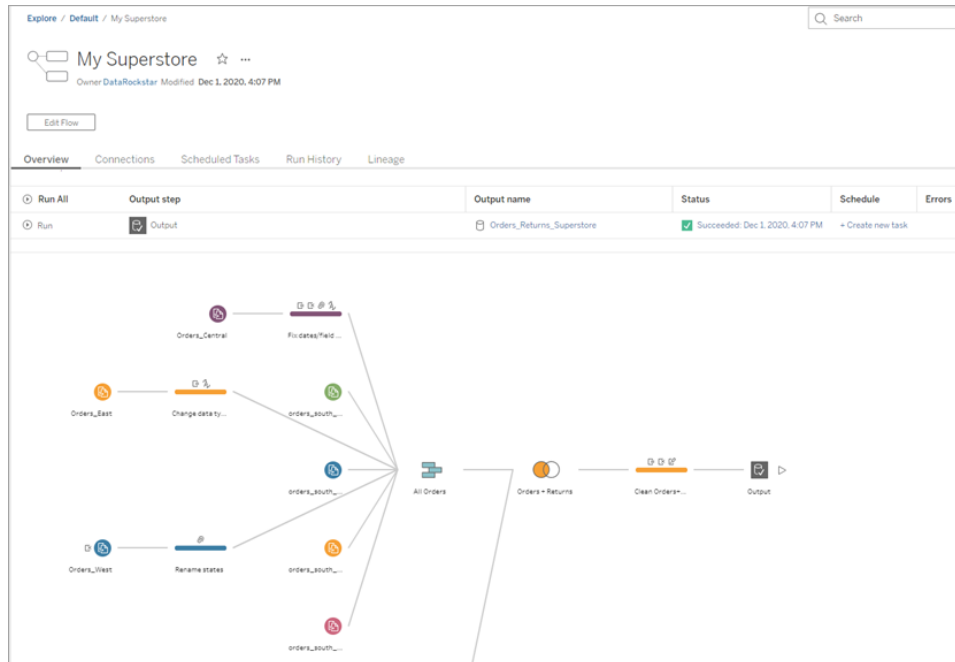 Explore / Default / My Superstore
Search
My Superstore
Owner DataRockstar Modified Dec 1, 2020, 4:07 PM
Edit Flow
Overview Connections Scheduled Tasks Run History Lineage
Run All Output step Output name Status Schedule Errors
Run Output Orders_Returns_Superstore Succeeded: Dec 1, 2020, 4:07 PM + Create new task
Orders_Central Fix dates/field ...
Orders_East Change data ty... orders_south_...
orders_south_... All Orders Orders + Returns Clean Orders+... Output
Orders_West Rename states orders_south_...
orders_south_...